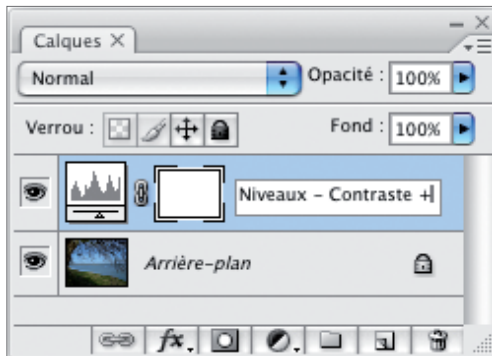 Calques ×
Normal Opacité : 100%
Verrou : Fond : 100%
Niveaux – Contraste +
Arrière-plan
fx.